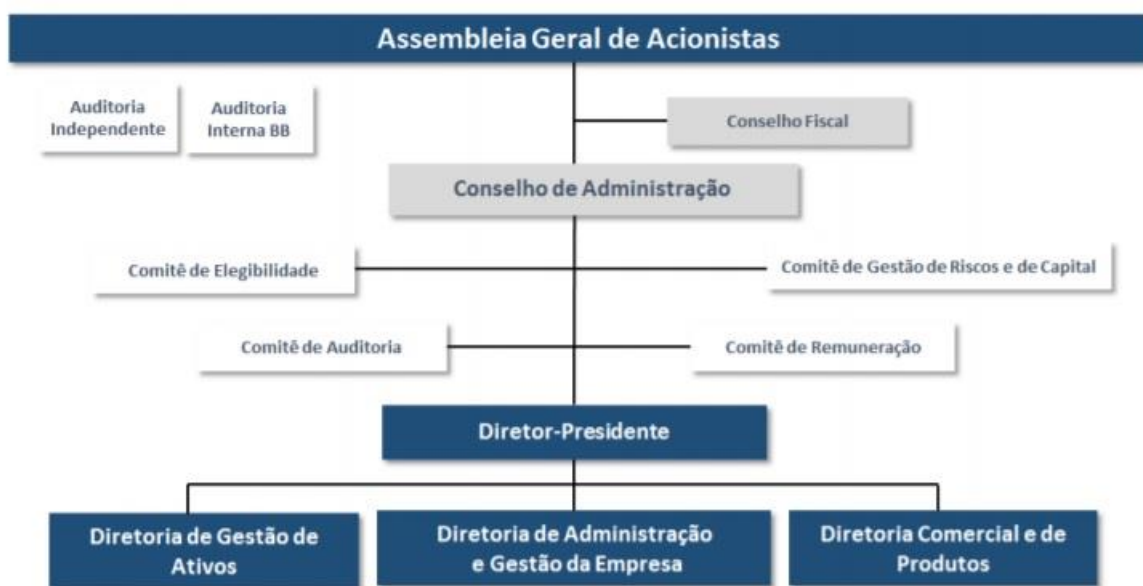 Assembleia Geral de Acionistas
Auditoria
Independente
Auditoria
Interna BB
Conselho Fiscal
Conselho de Administração
Comitê de Elegibilidade
Comitê de Gestão de Riscos e de Capital
Comitê de Auditoria
Comitê de Remuneração
Diretor-Presidente
Diretoria de Gestão de
Ativos
Diretoria de Administração
e Gestão da Empresa
Diretoria Comercial e de
Produtos